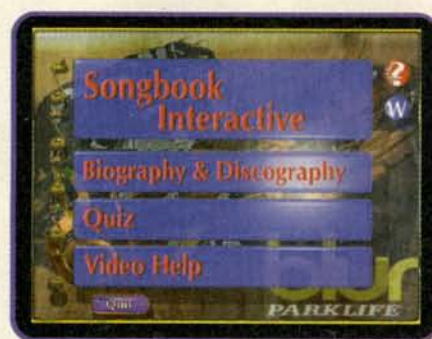 Songbook
Interactive
?
W
Biography & Discography
Quiz
Video Help
Quit
blur
PARKLIFE